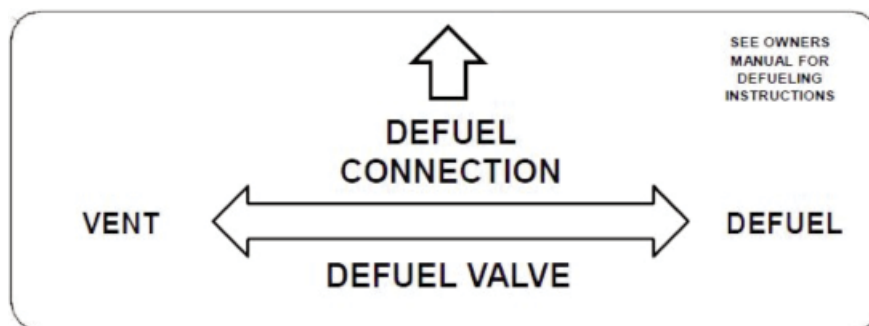 SEE OWNERS
MANUAL FOR
DEFUELING
INSTRUCTIONS
DEFUEL
CONNECTION
VENT
DEFUEL
DEFUEL VALVE